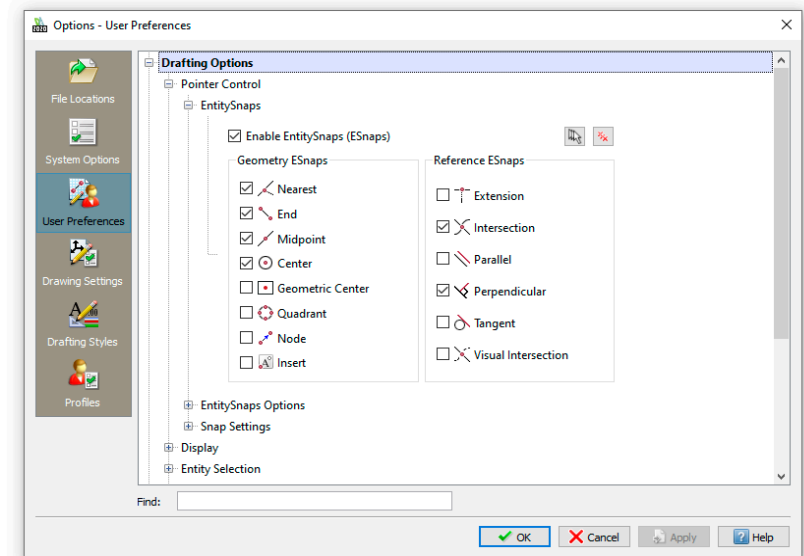 2020 Options - User Preferences
File Locations
System Options
User Preferences
Drawing Settings
Drafting Styles
Profiles
Drafting Options
Pointer Control
EntitySnaps
Enable EntitySnaps (ESnaps)
Geometry ESnaps
Nearest
End
Midpoint
Center
Geometric Center
Quadrant
Node
Insert
Reference ESnaps
Extension
Intersection
Parallel
Perpendicular
Tangent
Visual Intersection
EntitySnaps Options
Snap Settings
Display
Entity Selection
Find:
OK Cancel Apply Help